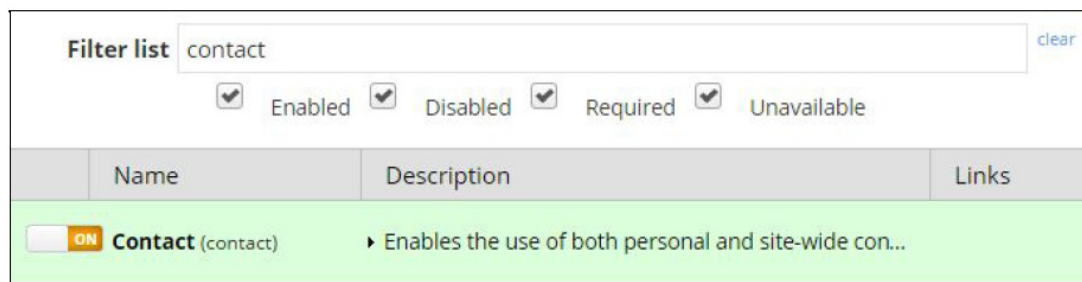 Filter list contact clear
Enabled Disabled Required Unavailable
Name Description Links
ON Contact (contact) Enables the use of both personal and site-wide con...